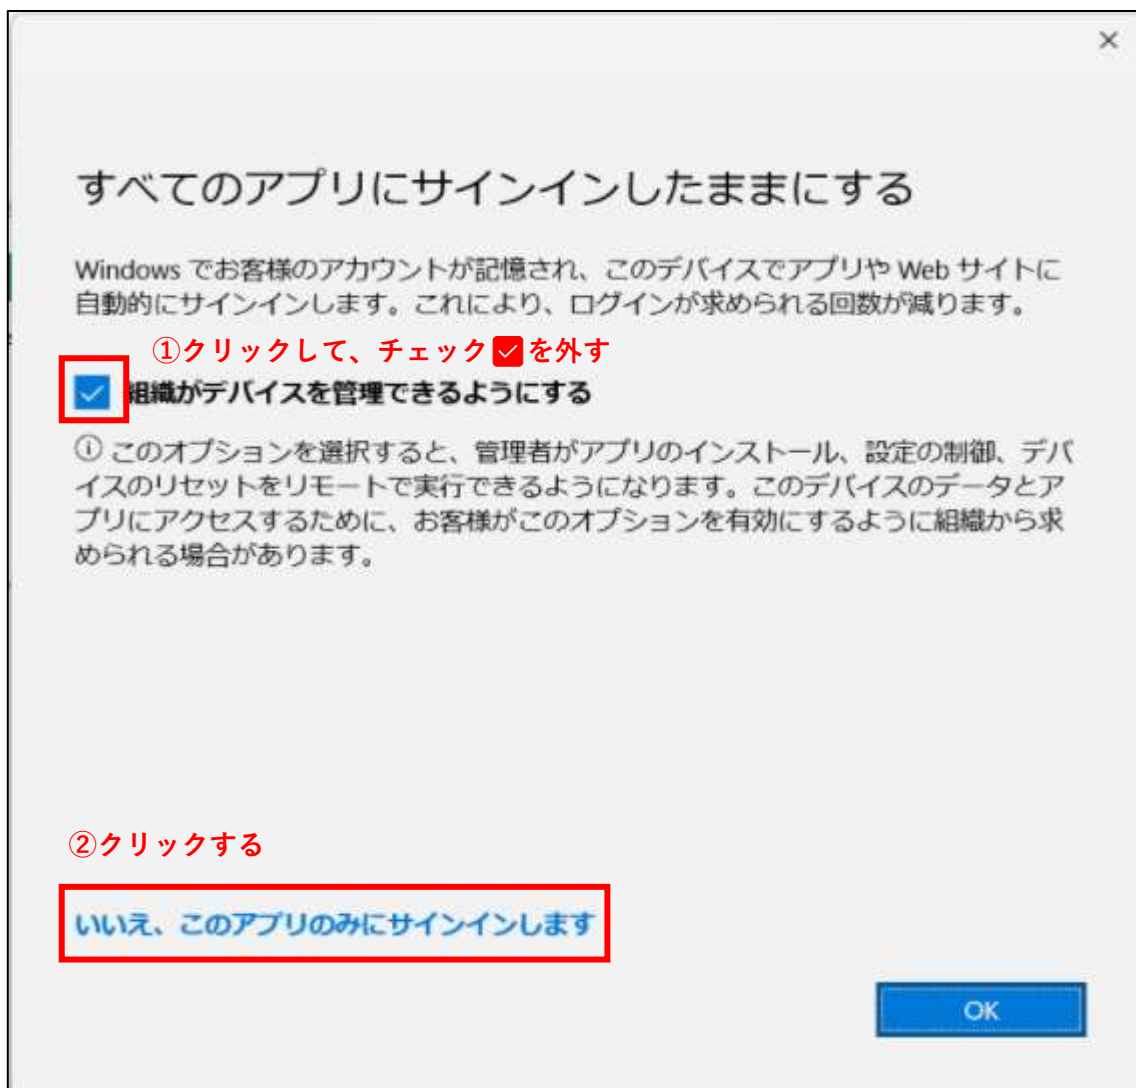 すべてのアプリにサインインしたままにする
Windows でお客様のアカウントが記憶され、このデバイスでアプリや Web サイトに
自動的にサインインします。これにより、ログインが求められる回数が減ります。
①クリックして、チェック✅を外す
組織がデバイスを管理できるようにする
ⓘ このオプションを選択すると、管理者がアプリのインストール、設定の制御、デバ
イスのリセットをリモートで実行できるようになります。このデバイスのデータとア
プリにアクセスするために、お客様がこのオプションを有効にするように組織から求
められる場合があります。
②クリックする
いいえ、このアプリのみにサインインします
OK